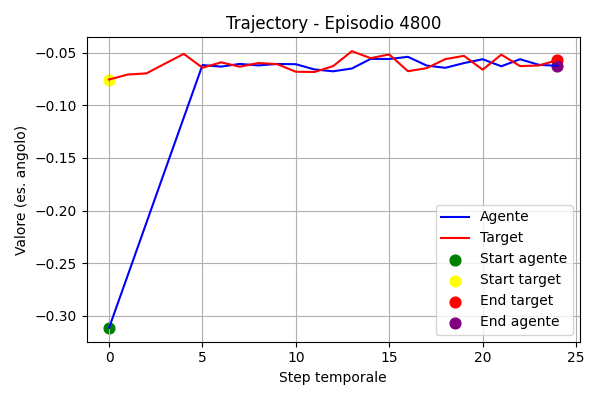 Trajectory - Episodio 4800
Valore (es. angolo)
−0.05
−0.10
−0.15
−0.20
−0.25
−0.30
0
5
10
15
20
25
Step temporale
Agente
Target
Start agente
Start target
End target
End agente